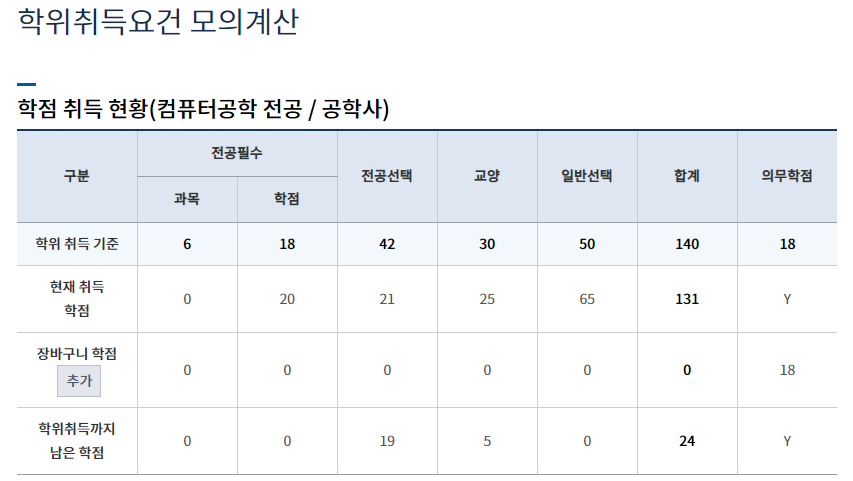 학위취득요건 모의계산
학점 취득 현황(컴퓨터공학 전공 / 공학사)
구분 전공필수 전공선택 교양 일반선택 합계 의무학점
과목 학점
학위 취득 기준 6 18 42 30 50 140 18
현재 취득
학점 0 20 21 25 65 131 Y
장바구니 학점
추가 0 0 0 0 0 0 18
학위취득까지
남은 학점 0 0 19 5 0 24 Y